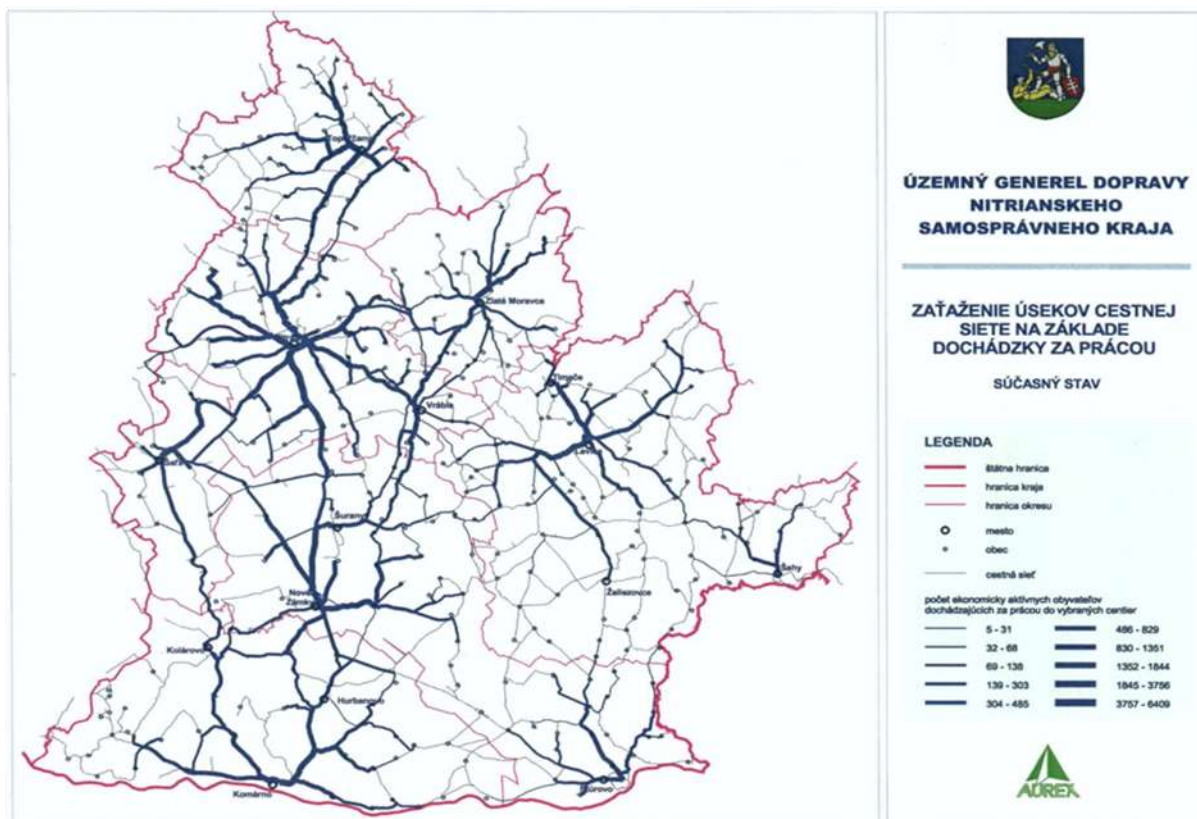 Topoľčany
Zlaté Moravce
Tlmače
Vráble
Levice
Šaľa
Šurany
Šahy
Nové
Zámky
Želiezovce
Kolárovo
Hurbanovo
Komárno
Štúrovo
ÚZEMNÝ GENEREL DOPRAVY
NITRIANSKEHO
SAMOSPRÁVNEHO KRAJA
ZAŤAŽENIE ÚSEKOV CESTNEJ
SIETE NA ZÁKLADE
DOCHÁDZKY ZA PRÁCOU
SÚČASNÝ STAV
LEGENDA
štátna hranica
hranica kraja
hranica okresu
mesto
obec
cestná sieť
počet ekonomicky aktívnych obyvateľov
dochádzajúcich za prácou do vybraných centier
5 - 31
32 - 68
69 - 138
139 - 303
304 - 485
486 - 829
830 - 1351
1352 - 1844
1845 - 3756
3757 - 6409
AUREX